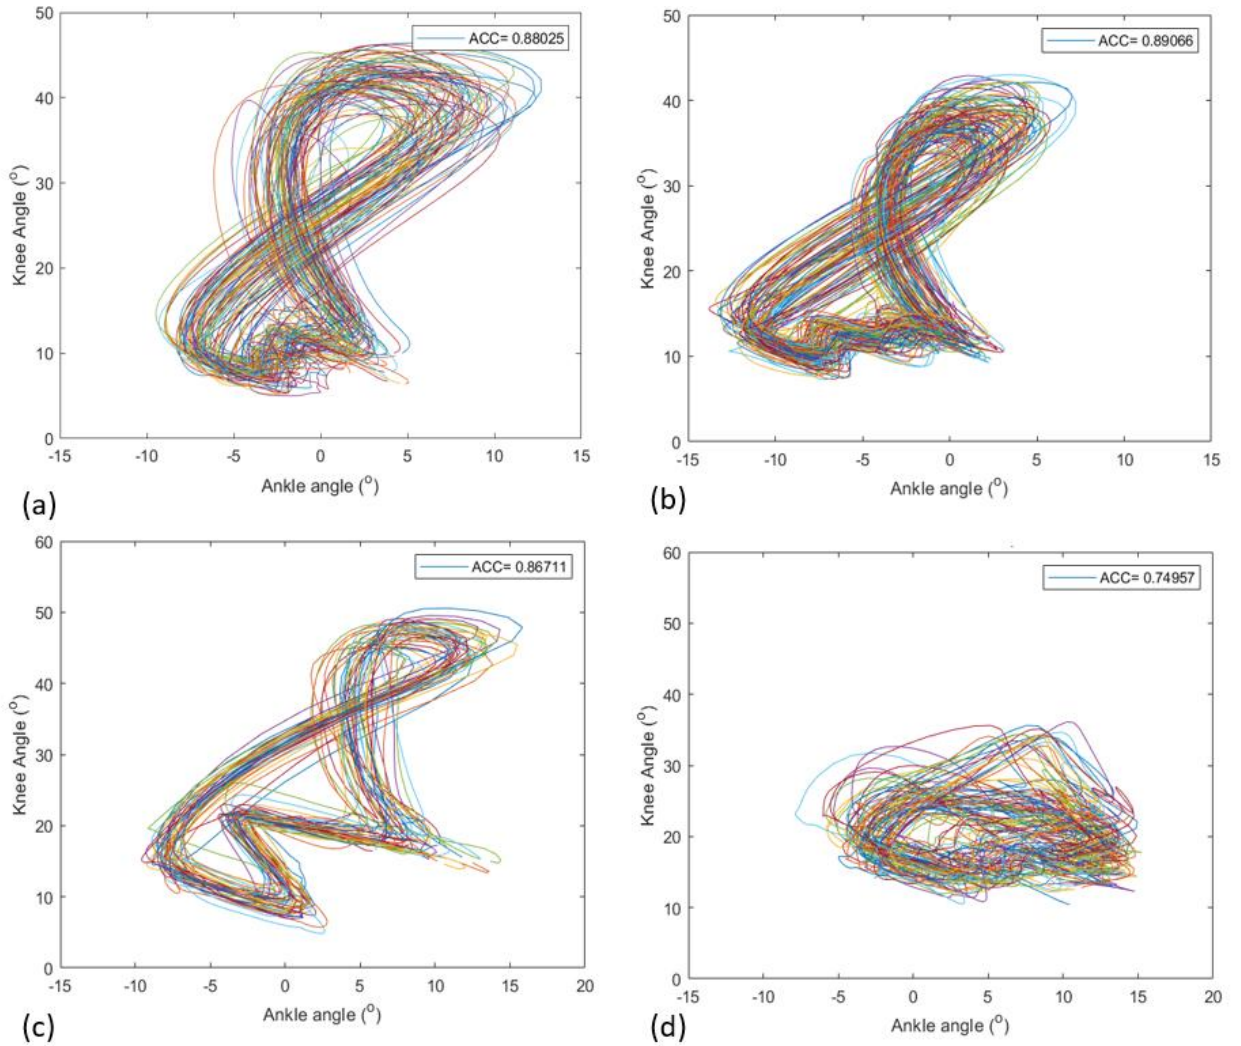 50
40
30
20
10
0
Knee Angle (°)
ACC= 0.88025
-15 -10 -5 0 5 10 15
Ankle angle (°)
(a)
50
40
30
20
10
0
Knee Angle (°)
ACC= 0.89066
-15 -10 -5 0 5 10 15
Ankle angle (°)
(b)
60
50
40
30
20
10
0
Knee Angle (°)
ACC= 0.86711
-15 -10 -5 0 5 10 15 20
Ankle angle (°)
(c)
60
50
40
30
20
10
0
Knee Angle (°)
ACC= 0.74957
-15 -10 -5 0 5 10 15 20
Ankle angle (°)
(d)